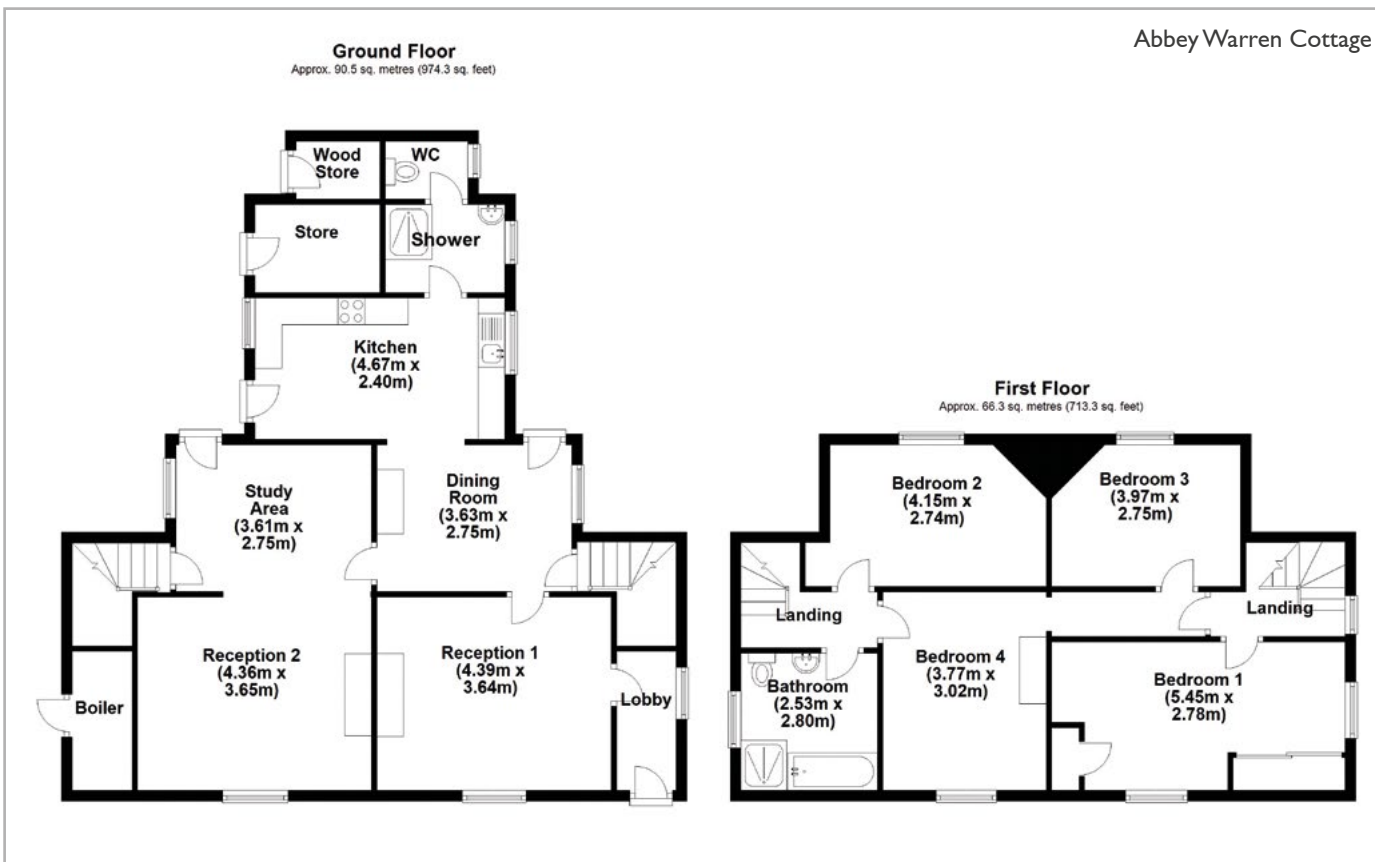 Abbey Warren Cottage
Ground Floor
Approx. 90.5 sq. metres (974.3 sq. feet)
Wood
Store
WC
Store
Shower
Kitchen
(4.67m x
2.40m)
Study
Area
(3.61m x
2.75m)
Dining
Room
(3.63m x
2.75m)
Reception 2
(4.36m x
3.65m)
Reception 1
(4.39m x
3.64m)
Boiler
Lobby
First Floor
Approx. 66.3 sq. metres (713.3 sq. feet)
Bedroom 2
(4.15m x
2.74m)
Bedroom 3
(3.97m x
2.75m)
Landing
Landing
Bathroom
(2.53m x
2.80m)
Bedroom 4
(3.77m x
3.02m)
Bedroom 1
(5.45m x
2.78m)